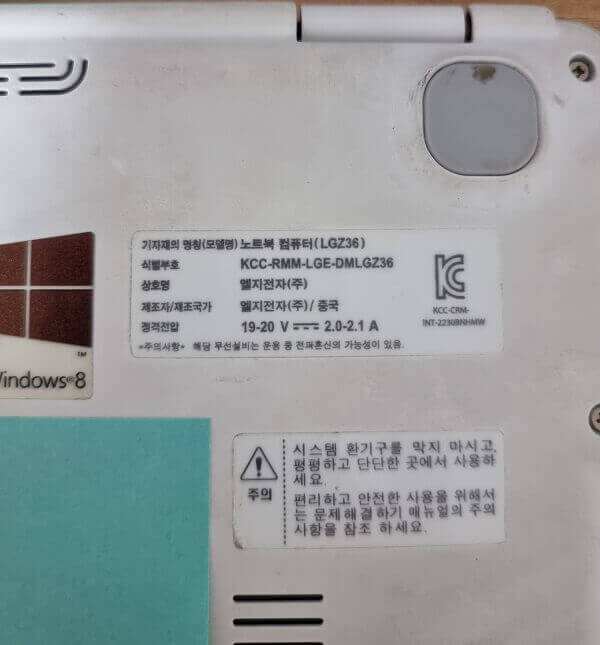 기자재의 명칭(모델명) 노트북 컴퓨터(LGZ36)
식별부호 KCC-RMM-LGE-DMLGZ36
상호명 엘지전자(주)
제조자/제조국가 엘지전자(주)/ 중국
정격전압 19-20 V ⎓ 2.0-2.1 A
*주의사항* 해당 무선설비는 운용 중 전파혼신의 가능성이 있음.
KCC-CRM-
INT-2230BNHMW
TM
Windows®8
주의
시스템 환기구를 막지 마시고,
평평하고 단단한 곳에서 사용하
세요.
편리하고 안전한 사용을 위해서
는 문제해결하기 매뉴얼의 주의
사항을 참조 하세요.